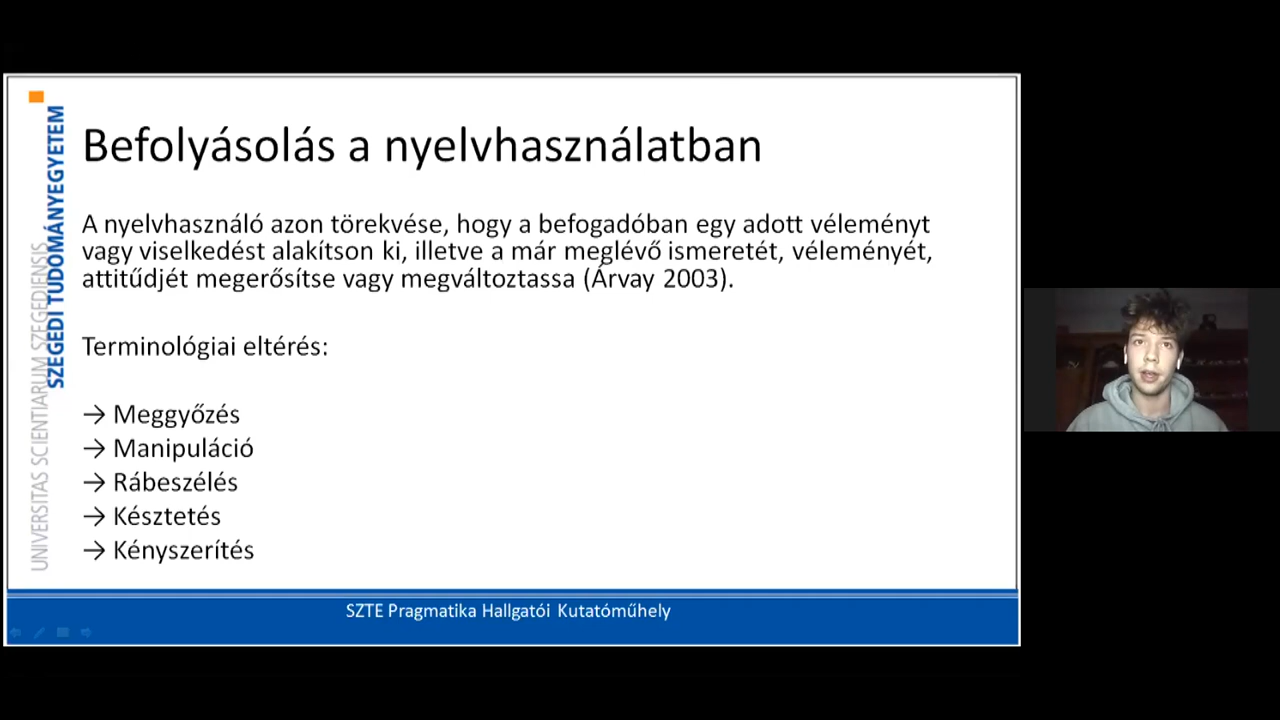 Befolyásolás a nyelvhasználatban
A nyelvhasználó azon törekvése, hogy a befogadóban egy adott véleményt
vagy viselkedést alakítson ki, illetve a már meglévő ismeretét, véleményét,
attitűdjét megerősítse vagy megváltoztassa (Árvay 2003).
Terminológiai eltérés:
→ Meggyőzés
→ Manipuláció
→ Rábeszélés
→ Késztetés
→ Kényszerítés
SZTE Pragmatika Hallgatói Kutatóműhely
SZEGEDI TUDOMÁNYEGYETEM
UNIVERSITAS SCIENTIARUM SZEGEDIENSIS